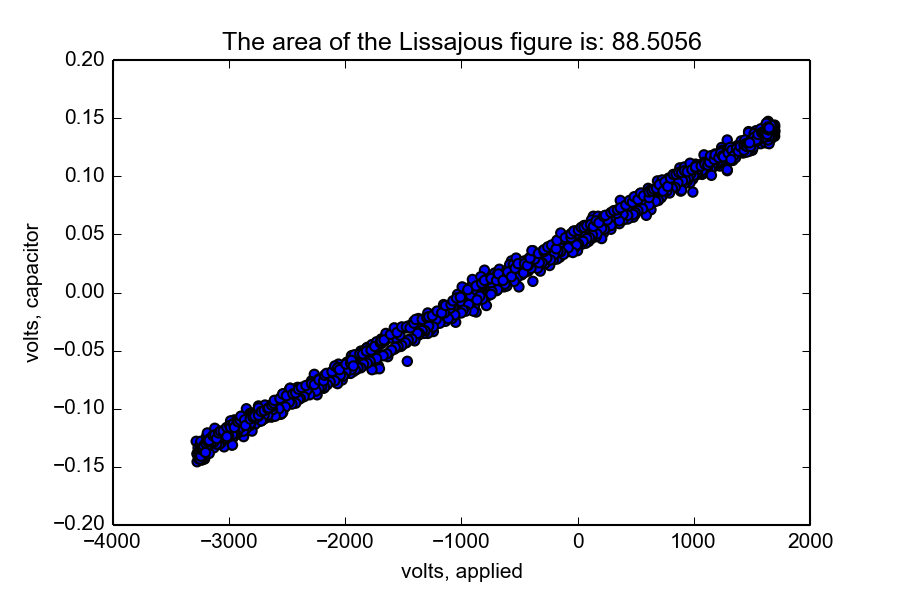 The area of the Lissajous figure is: 88.5056
0.20
0.15
0.10
0.05
0.00
−0.05
−0.10
−0.15
−0.20
volts, capacitor
−4000 −3000 −2000 −1000 0 1000 2000
volts, applied